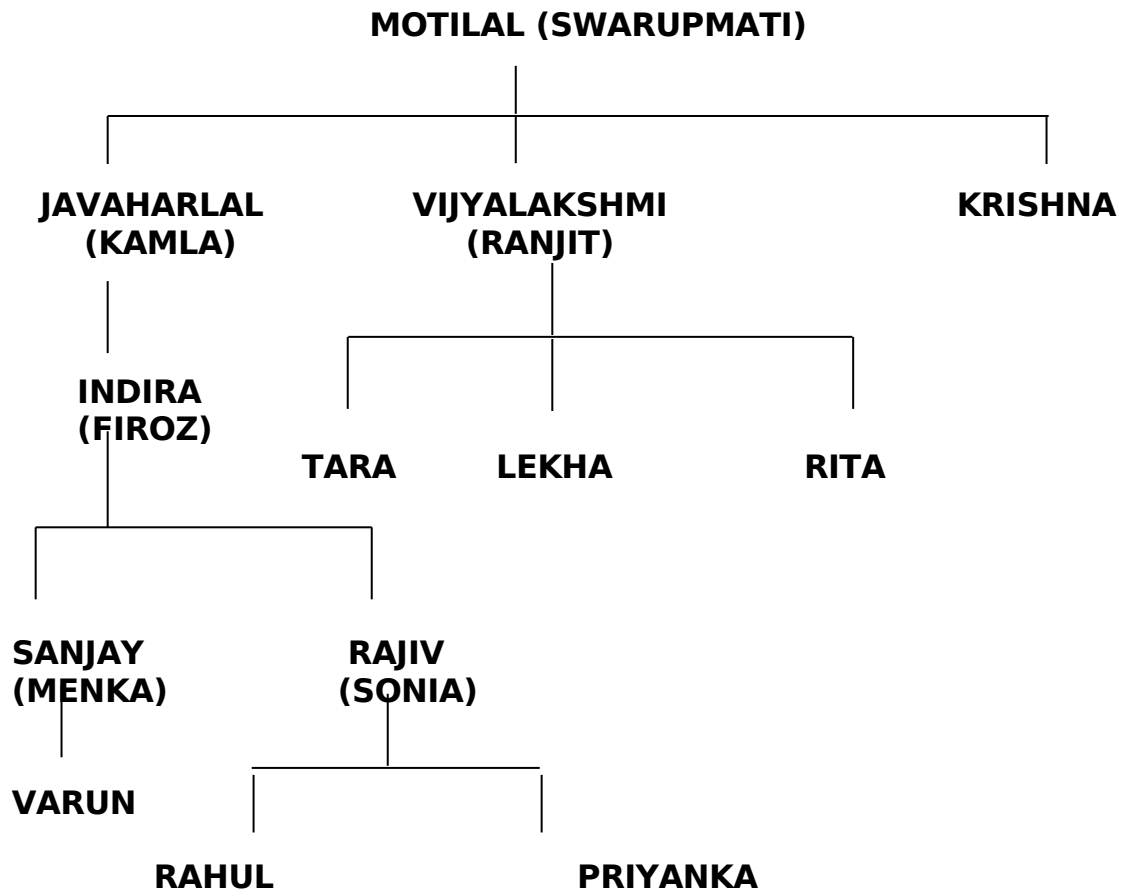 MOTILAL (SWARUPMATI)
JAVAHARLAL VIJYALAKSHMI KRISHNA
(KAMLA) (RANJIT)
INDIRA
(FIROZ)
TARA LEKHA RITA
SANJAY RAJIV
(MENKA) (SONIA)
VARUN
RAHUL PRIYANKA